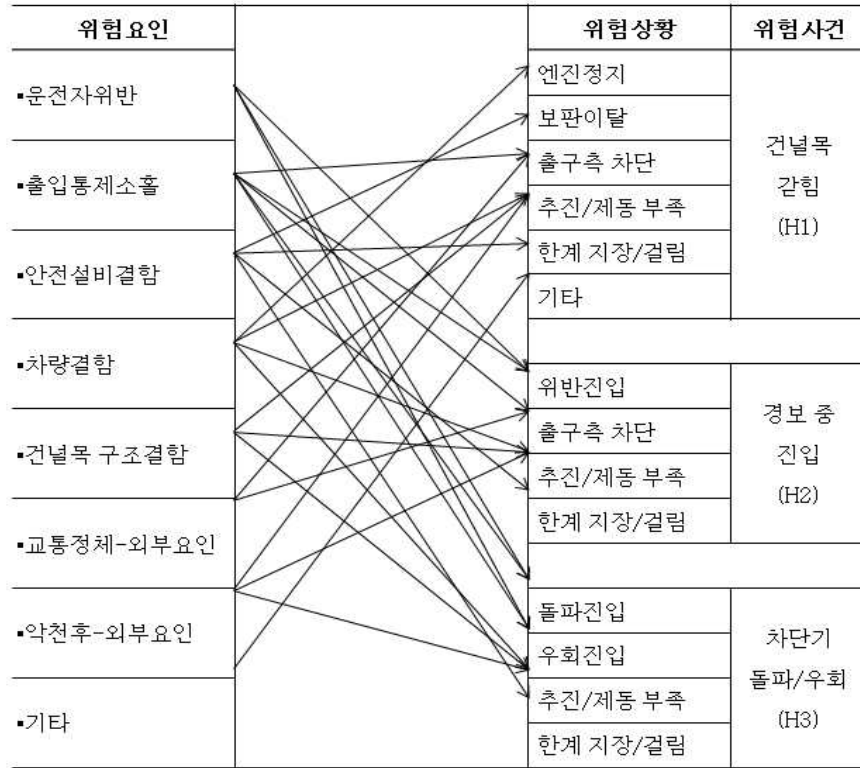 위험요인
위험상황
위험사건
▪운전자위반
▪출입통제소홀
▪안전설비결함
▪차량결함
▪건널목 구조결함
▪교통정체-외부요인
▪악천후-외부요인
▪기타
엔진정지
보판이탈
출구측 차단
추진/제동 부족
한계 지장/걸림
기타
건널목
갇힘
(H1)
위반진입
출구측 차단
추진/제동 부족
한계 지장/걸림
경보 중
진입
(H2)
돌파진입
우회진입
추진/제동 부족
한계 지장/걸림
차단기
돌파/우회
(H3)